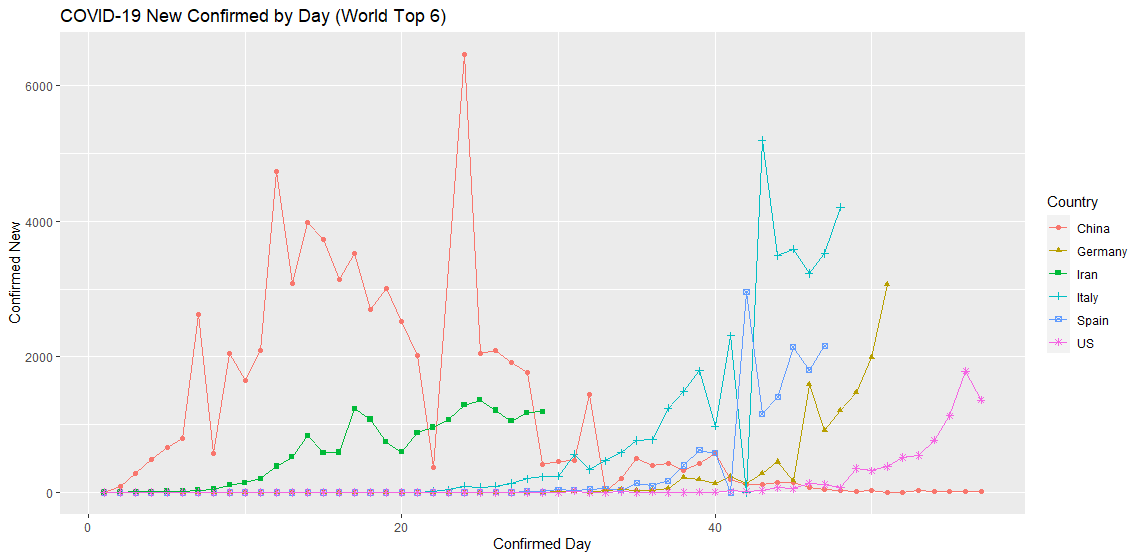 COVID-19 New Confirmed by Day (World Top 6)
Confirmed New
6000
4000
2000
0
0
20
40
Confirmed Day
Country
China
Germany
Iran
Italy
Spain
US